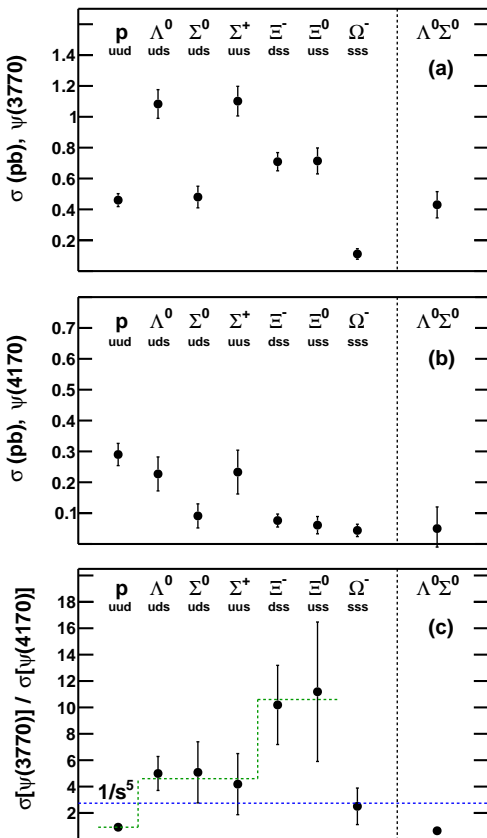 p Λ⁰ Σ⁰ Σ⁺ Ξ⁻ Ξ⁰ Ω⁻ Λ⁰Σ⁰
uud uds uds uus dss uss sss
(a)
1.4
1.2
1
0.8
0.6
0.4
0.2
σ (pb), ψ(3770)
p Λ⁰ Σ⁰ Σ⁺ Ξ⁻ Ξ⁰ Ω⁻ Λ⁰Σ⁰
uud uds uds uus dss uss sss
(b)
0.7
0.6
0.5
0.4
0.3
0.2
0.1
σ (pb), ψ(4170)
p Λ⁰ Σ⁰ Σ⁺ Ξ⁻ Ξ⁰ Ω⁻ Λ⁰Σ⁰
uud uds uds uus dss uss sss
(c)
18
16
14
12
10
8
6
4
2
1/s⁵
σ[ψ(3770)] / σ[ψ(4170)]